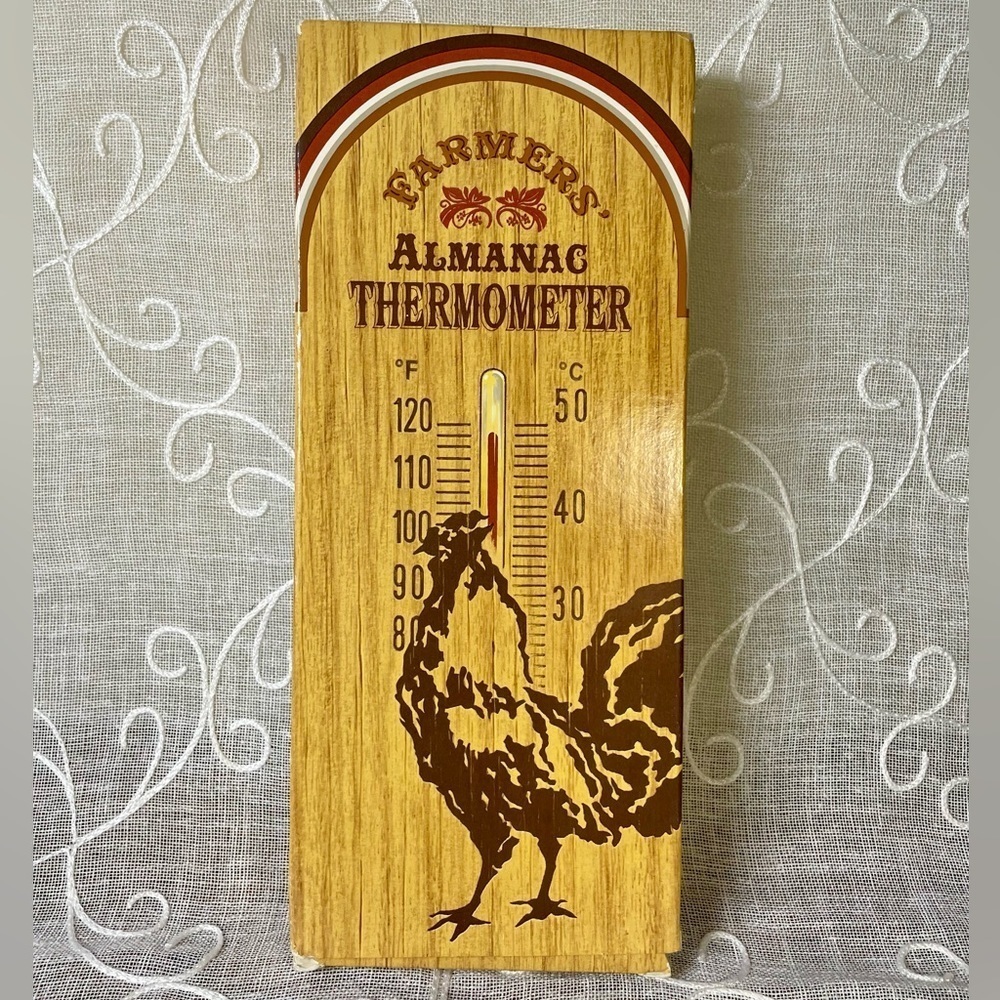 FARMERS'
ALMANAC
THERMOMETER
°F °C
120 50
110
100 40
90 30
80